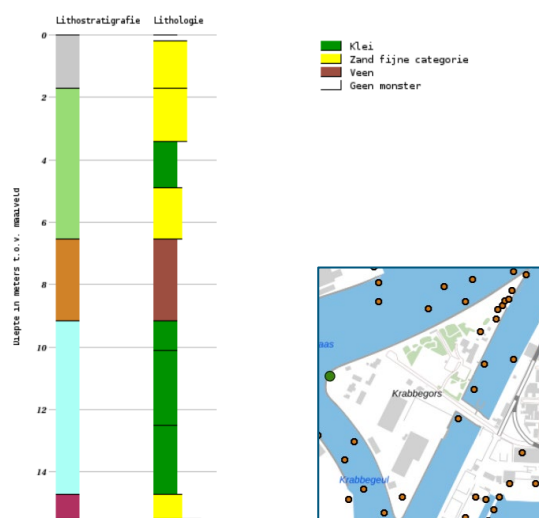 Lithostratigrafie Lithologie
0
2
4
6
8
10
12
14
Diepte in meters t.o.v. maaiveld
Klei
Zand fijne categorie
Veen
Geen monster
aas
Krabbegors
Krabbegeul